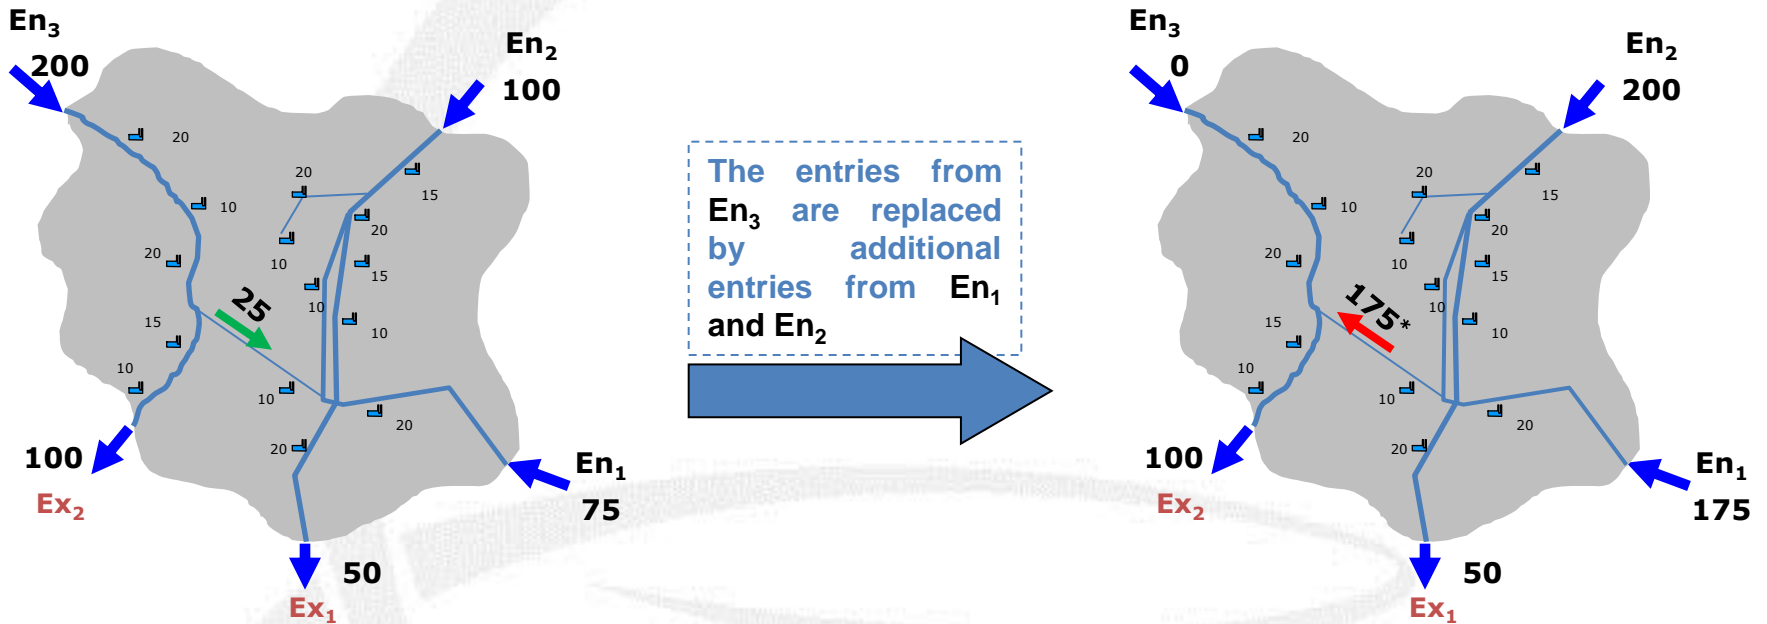 En3
200
En2
100
20
15
20
10
20
20
10
15
10
25
15
10
10
10
20
20
100
Ex2
En1
75
50
Ex1
The entries from
En3 are replaced
by additional
entries from En1
and En2
En3
0
En2
200
20
15
20
10
20
20
10
15
10
175*
15
10
10
10
20
20
100
Ex2
En1
175
50
Ex1